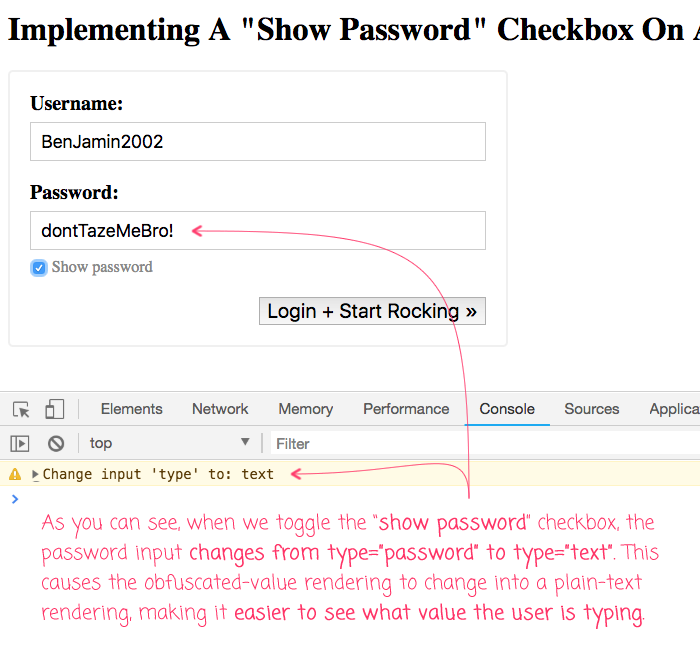 Implementing A "Show Password" Checkbox On A
Username:
BenJamin2002
Password:
dontTazeMeBro!
Show password
Login + Start Rocking »
Elements Network Memory Performance Console Sources Applica
top Filter
Change input 'type' to: text
As you can see, when we toggle the "show password" checkbox, the
password input changes from type="password" to type="text". This
causes the obfuscated-value rendering to change into a plain-text
rendering, making it easier to see what value the user is typing.